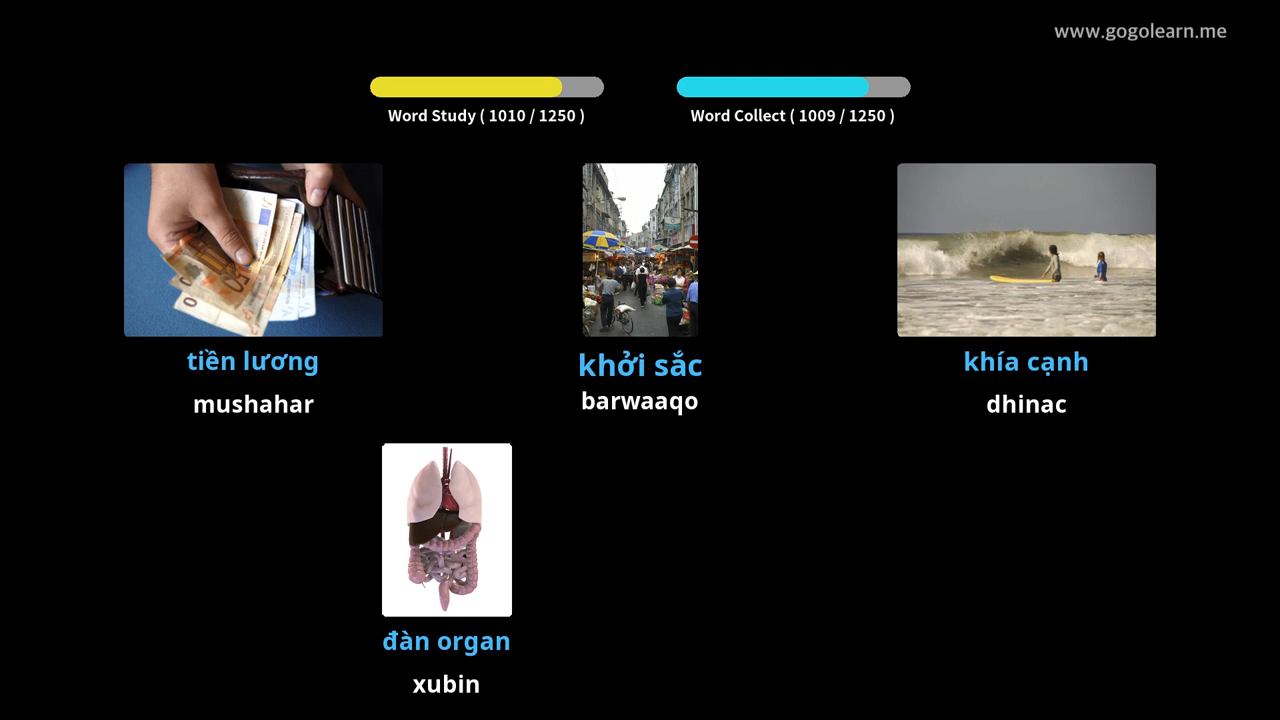 www.gogolearn.me
Word Study ( 1010 / 1250 )
Word Collect ( 1009 / 1250 )
tiền lương
mushahar
khởi sắc
barwaaqo
khía cạnh
dhinac
đàn organ
xubin